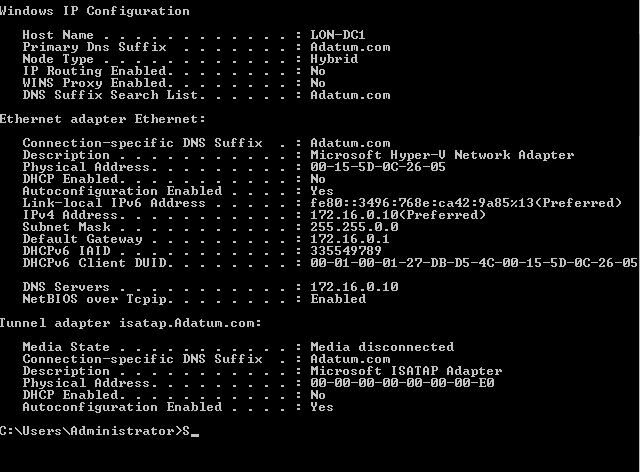 Windows IP Configuration
Host Name . . . . . . . . . . . . : LON-DC1
Primary Dns Suffix  . . . . . . . : Adatum.com
Node Type . . . . . . . . . . . . : Hybrid
IP Routing Enabled. . . . . . . . : No
WINS Proxy Enabled. . . . . . . . : No
DNS Suffix Search List. . . . . . : Adatum.com
Ethernet adapter Ethernet:
Connection-specific DNS Suffix  . : Adatum.com
Description . . . . . . . . . . . : Microsoft Hyper-V Network Adapter
Physical Address. . . . . . . . . : 00-15-5D-0C-26-05
DHCP Enabled. . . . . . . . . . . : No
Autoconfiguration Enabled . . . . : Yes
Link-local IPv6 Address . . . . . : fe80::3496:768e:ca42:9a85%13(Preferred)
IPv4 Address. . . . . . . . . . . : 172.16.0.10(Preferred)
Subnet Mask . . . . . . . . . . . : 255.255.0.0
Default Gateway . . . . . . . . . : 172.16.0.1
DHCPv6 IAID . . . . . . . . . . . : 335549789
DHCPv6 Client DUID. . . . . . . . : 00-01-00-01-27-DB-D5-4C-00-15-5D-0C-26-05
DNS Servers . . . . . . . . . . . : 172.16.0.10
NetBIOS over Tcpip. . . . . . . . : Enabled
Tunnel adapter isatap.Adatum.com:
Media State . . . . . . . . . . . : Media disconnected
Connection-specific DNS Suffix  . : Adatum.com
Description . . . . . . . . . . . : Microsoft ISATAP Adapter
Physical Address. . . . . . . . . : 00-00-00-00-00-00-00-E0
DHCP Enabled. . . . . . . . . . . : No
Autoconfiguration Enabled . . . . : Yes
C:\Users\Administrator>S_